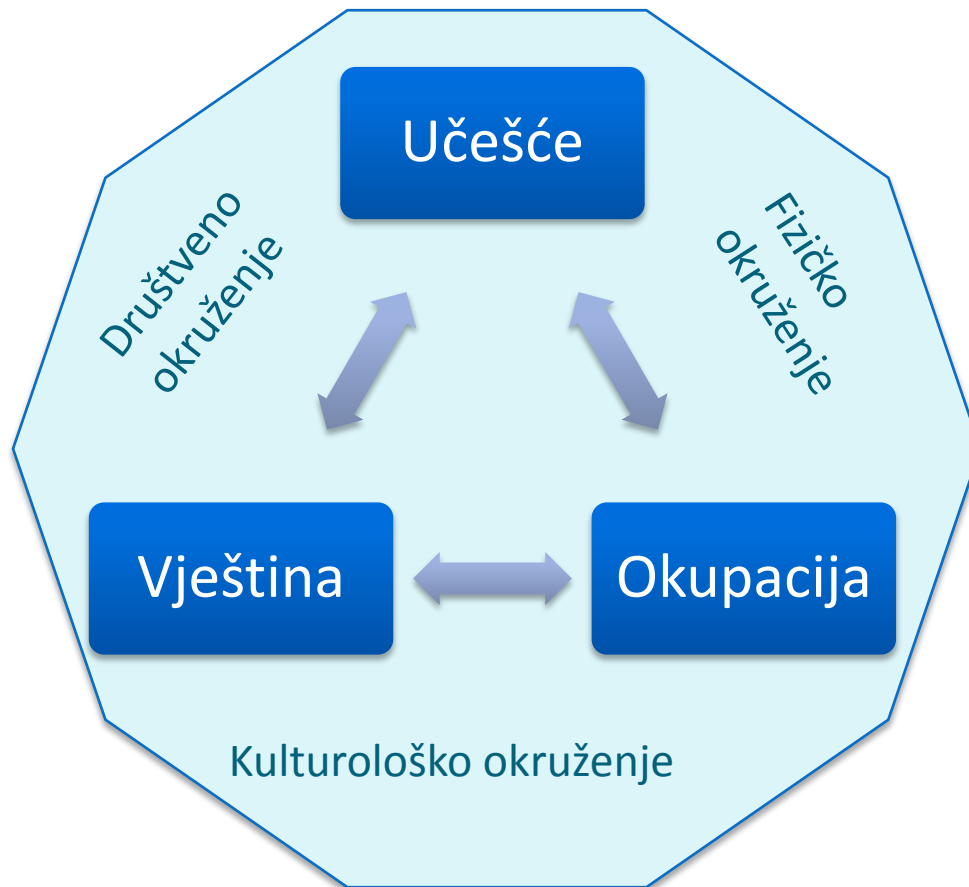 Učešće
Društveno
okruženje
Fizičko
okruženje
Vještina
Okupacija
Kulturološko okruženje